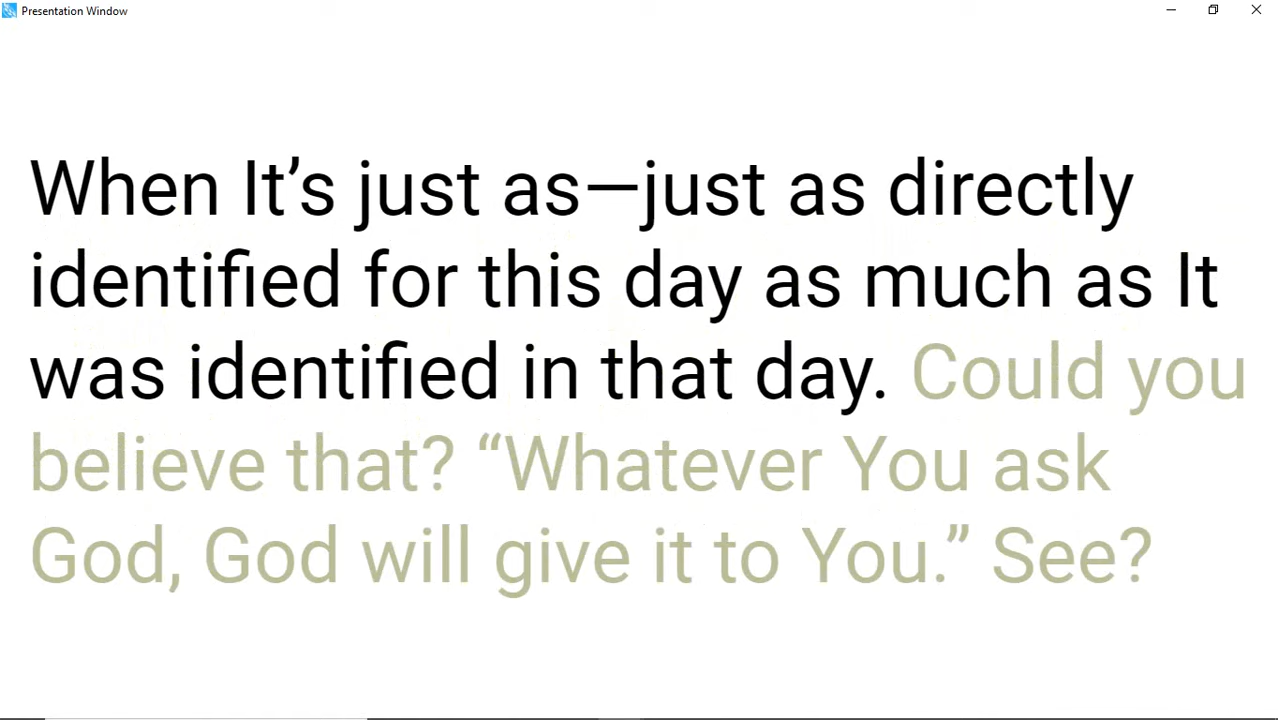 Presentation Window
When It’s just as—just as directly
identified for this day as much as It
was identified in that day. Could you
believe that? “Whatever You ask
God, God will give it to You.” See?